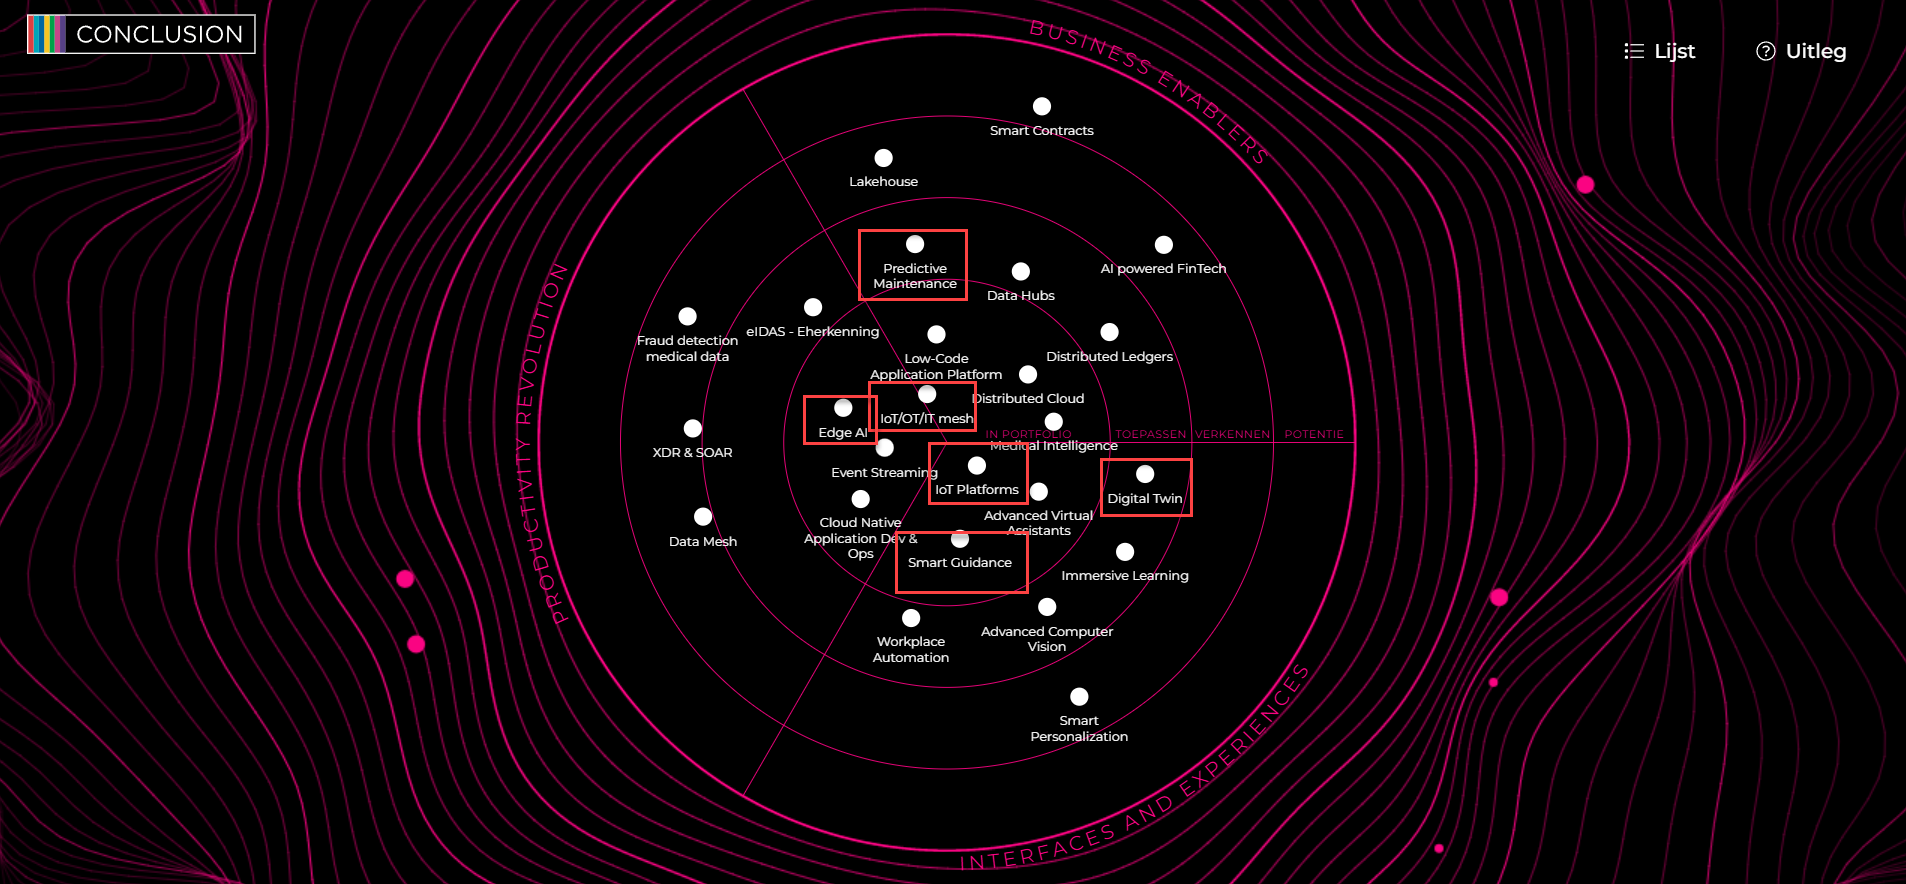 CONCLUSION
Lijst
Uitleg
BUSINESS ENABLERS
Smart Contracts
Lakehouse
Predictive
Maintenance
Data Hubs
AI powered FinTech
Fraud detection
medical data
eIDAS - Eherkenning
Low-Code
Application Platform
Distributed Ledgers
Distributed Cloud
IoT/OT/IT mesh
Edge AI
IN PORTFOLIO
TOEPASSEN
VERKENNEN
POTENTIE
Medical Intelligence
PRODUCTIVITY REVOLUTION
XDR & SOAR
Event Streaming
IoT Platforms
Digital Twin
Cloud Native
Application Dev &
Ops
Advanced Virtual
Assistants
Data Mesh
Smart Guidance
Immersive Learning
Workplace
Automation
Advanced Computer
Vision
Smart
Personalization
INTERFACES AND EXPERIENCES